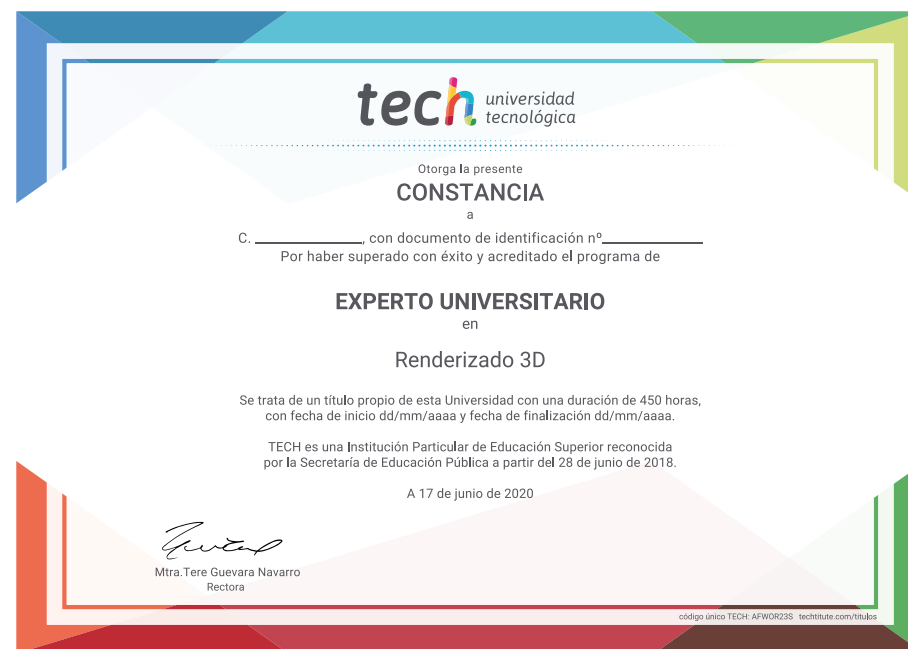 tech universidad
tecnológica
Otorga la presente
CONSTANCIA
a
C. ____________, con documento de identificación nº____________
Por haber superado con éxito y acreditado el programa de
EXPERTO UNIVERSITARIO
en
Renderizado 3D
Se trata de un título propio de esta Universidad con una duración de 450 horas,
con fecha de inicio dd/mm/aaaa y fecha de finalización dd/mm/aaaa.
TECH es una Institución Particular de Educación Superior reconocida
por la Secretaría de Educación Pública a partir del 28 de junio de 2018.
A 17 de junio de 2020
Mtra.Tere Guevara Navarro
Rectora
código único TECH: AFWOR23S techtitute.com/titulos